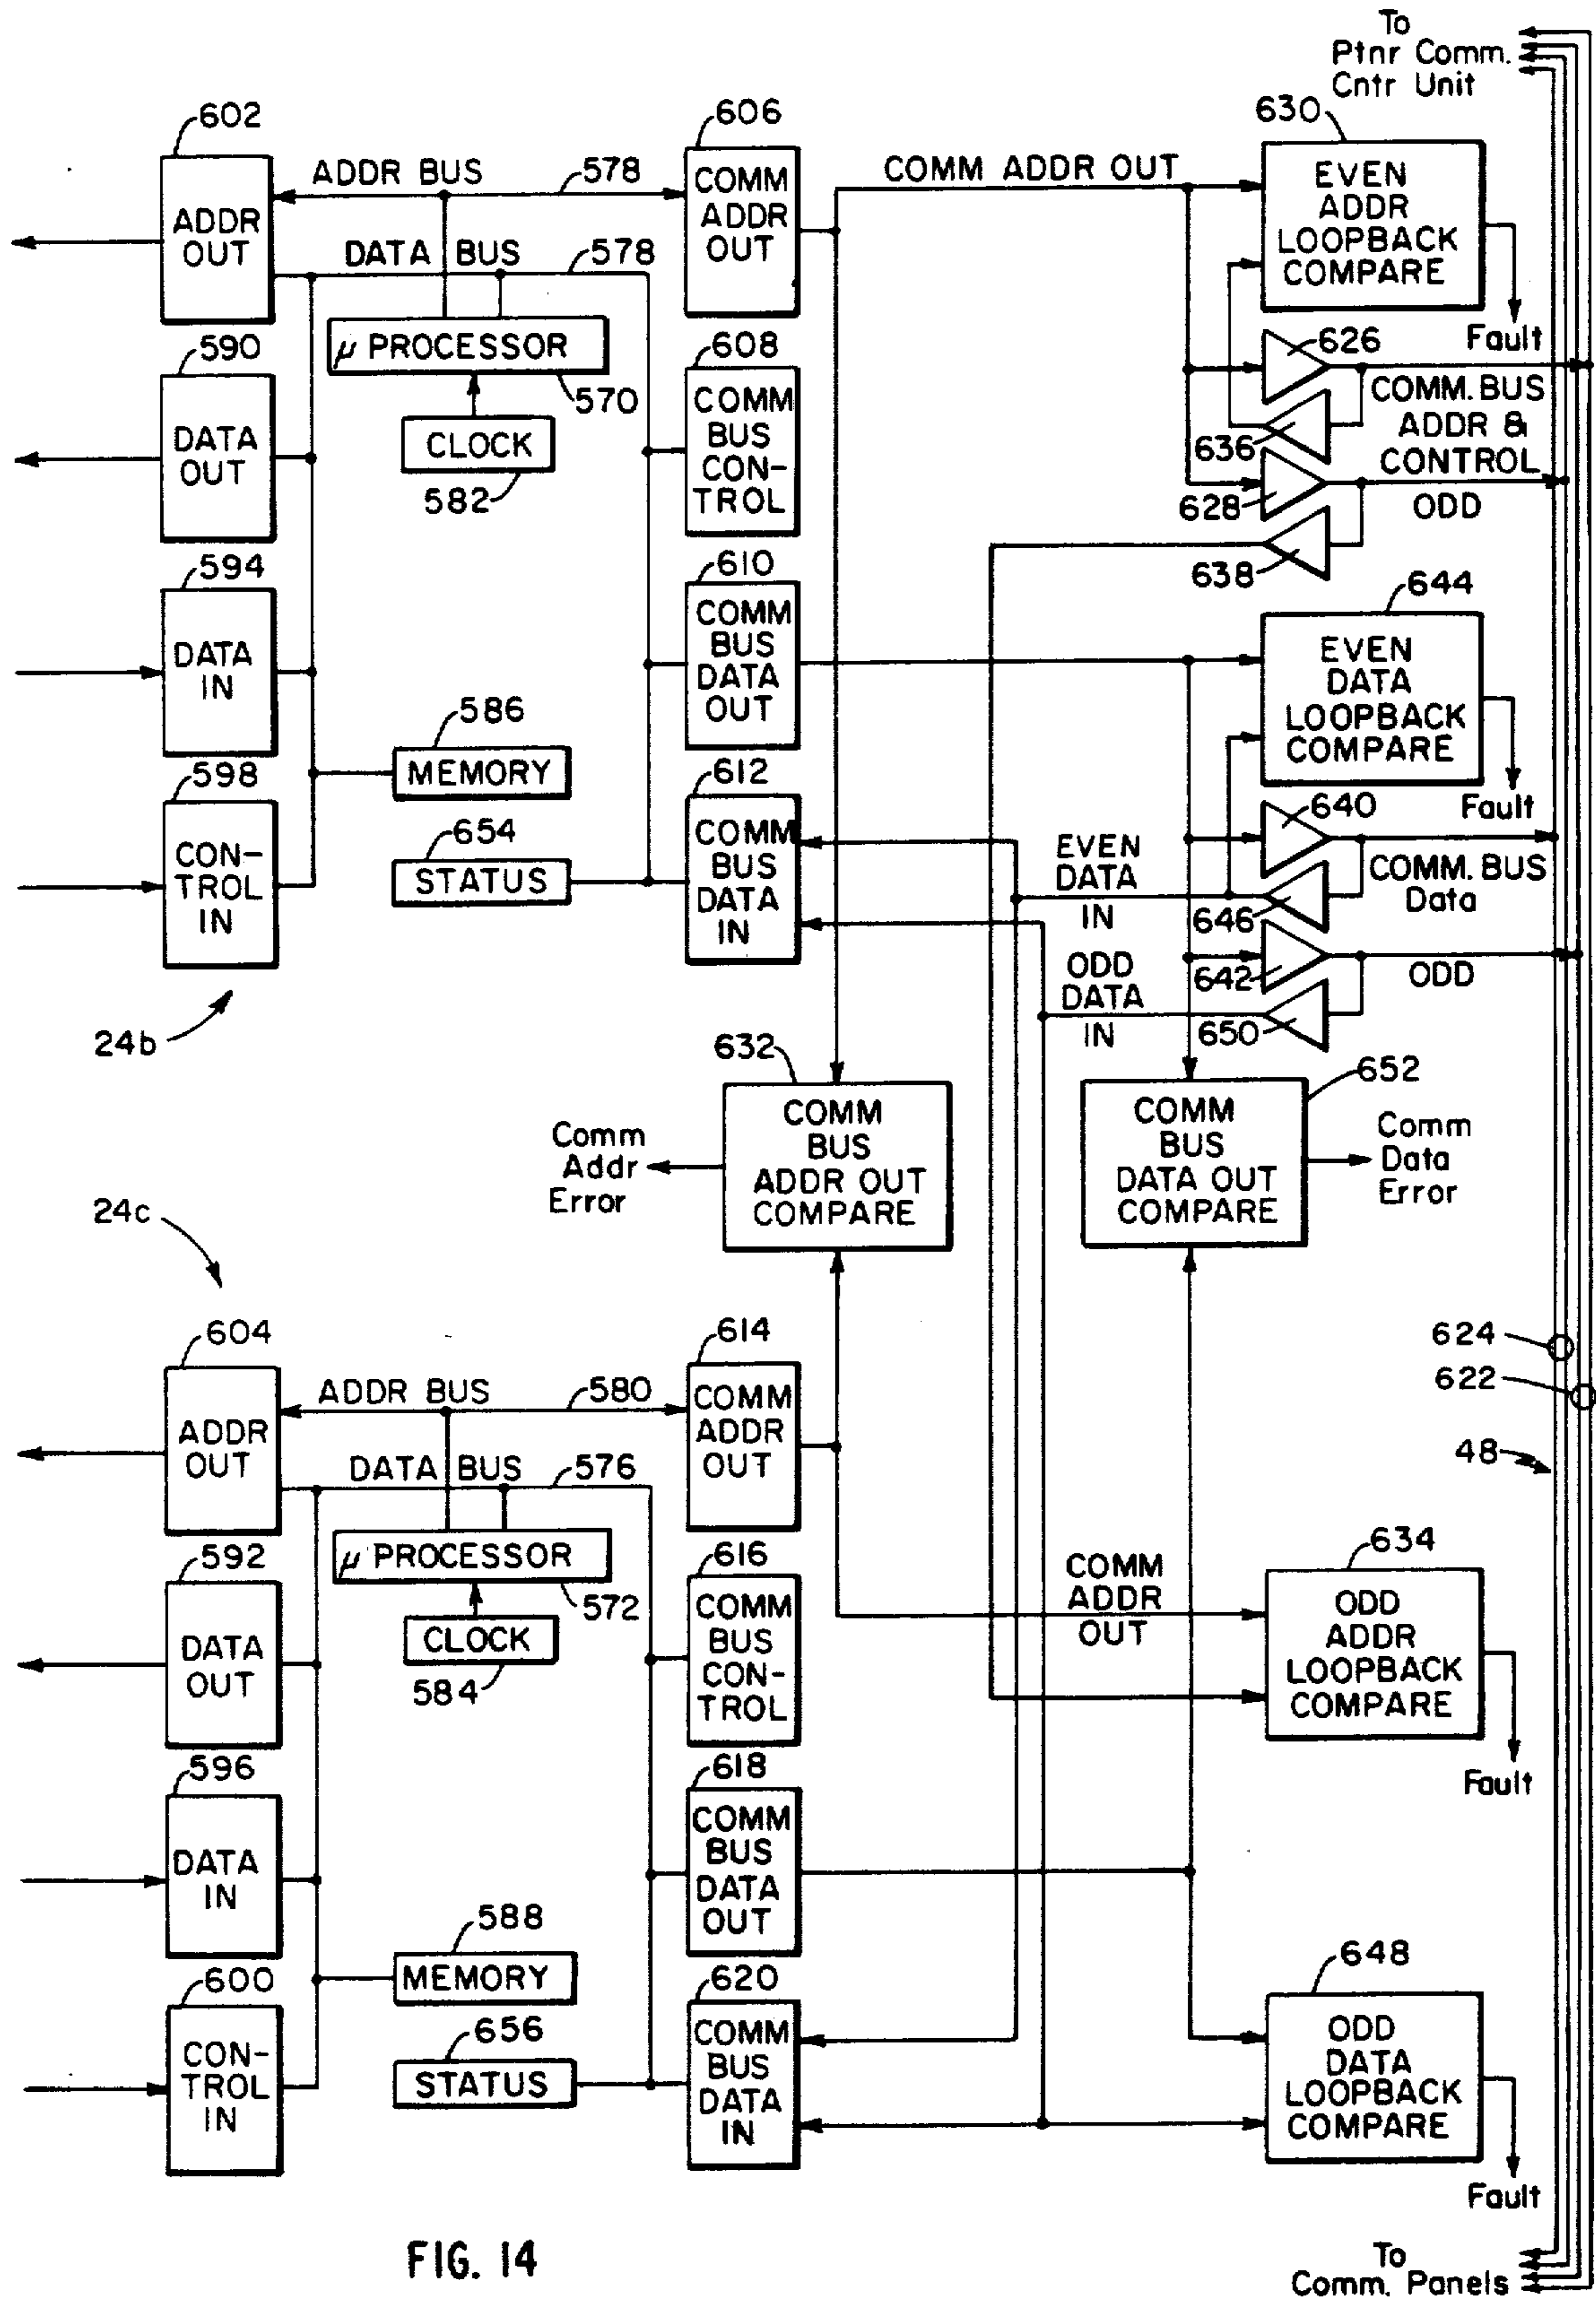 To
Ptnr Comm.
Cntr Unit
602
ADDR
OUT
ADDR BUS
578
DATA BUS
578
606
COMM
ADDR
OUT
COMM ADDR OUT
630
EVEN
ADDR
LOOPBACK
COMPARE
Fault
590
DATA
OUT
μ PROCESSOR
570
CLOCK
582
608
COMM
BUS
CON-
TROL
626
COMM. BUS
ADDR &
CONTROL
636
628
ODD
638
594
DATA
IN
610
COMM
BUS
DATA
OUT
644
EVEN
DATA
LOOPBACK
COMPARE
Fault
586
MEMORY
598
CON-
TROL
IN
654
STATUS
612
COMM
BUS
DATA
IN
EVEN
DATA
IN
640
COMM. BUS
Data
646
642
ODD
ODD
DATA
IN
650
24b
632
COMM
BUS
ADDR OUT
COMPARE
Comm
Addr
Error
652
COMM
BUS
DATA OUT
COMPARE
Comm
Data
Error
24c
604
ADDR
OUT
ADDR BUS
580
DATA BUS
576
614
COMM
ADDR
OUT
624
622
48
592
DATA
OUT
μ PROCESSOR
572
CLOCK
584
616
COMM
BUS
CON-
TROL
COMM
ADDR
OUT
634
ODD
ADDR
LOOPBACK
COMPARE
Fault
596
DATA
IN
618
COMM
BUS
DATA
OUT
588
MEMORY
600
CON-
TROL
IN
656
STATUS
620
COMM
BUS
DATA
IN
648
ODD
DATA
LOOPBACK
COMPARE
Fault
FIG. 14
To
Comm. Panels